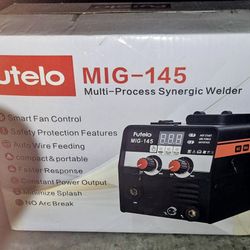 utelo
MIG-145
Multi-Process Synergic Welder
Smart Fan Control
Safety Protection Features
Auto Wire Feeding
compact&portable
Faster Response
Constant Power Output
Minimize Splash
NO Arc Break
Futelo
MIG-145